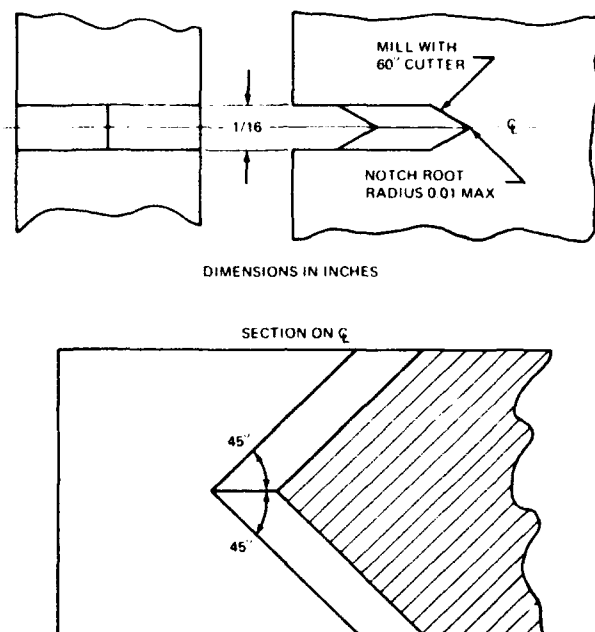 MILL WITH
60" CUTTER
1/16
℄
NOTCH ROOT
RADIUS 0.01 MAX
DIMENSIONS IN INCHES
SECTION ON ℄
45"
45"